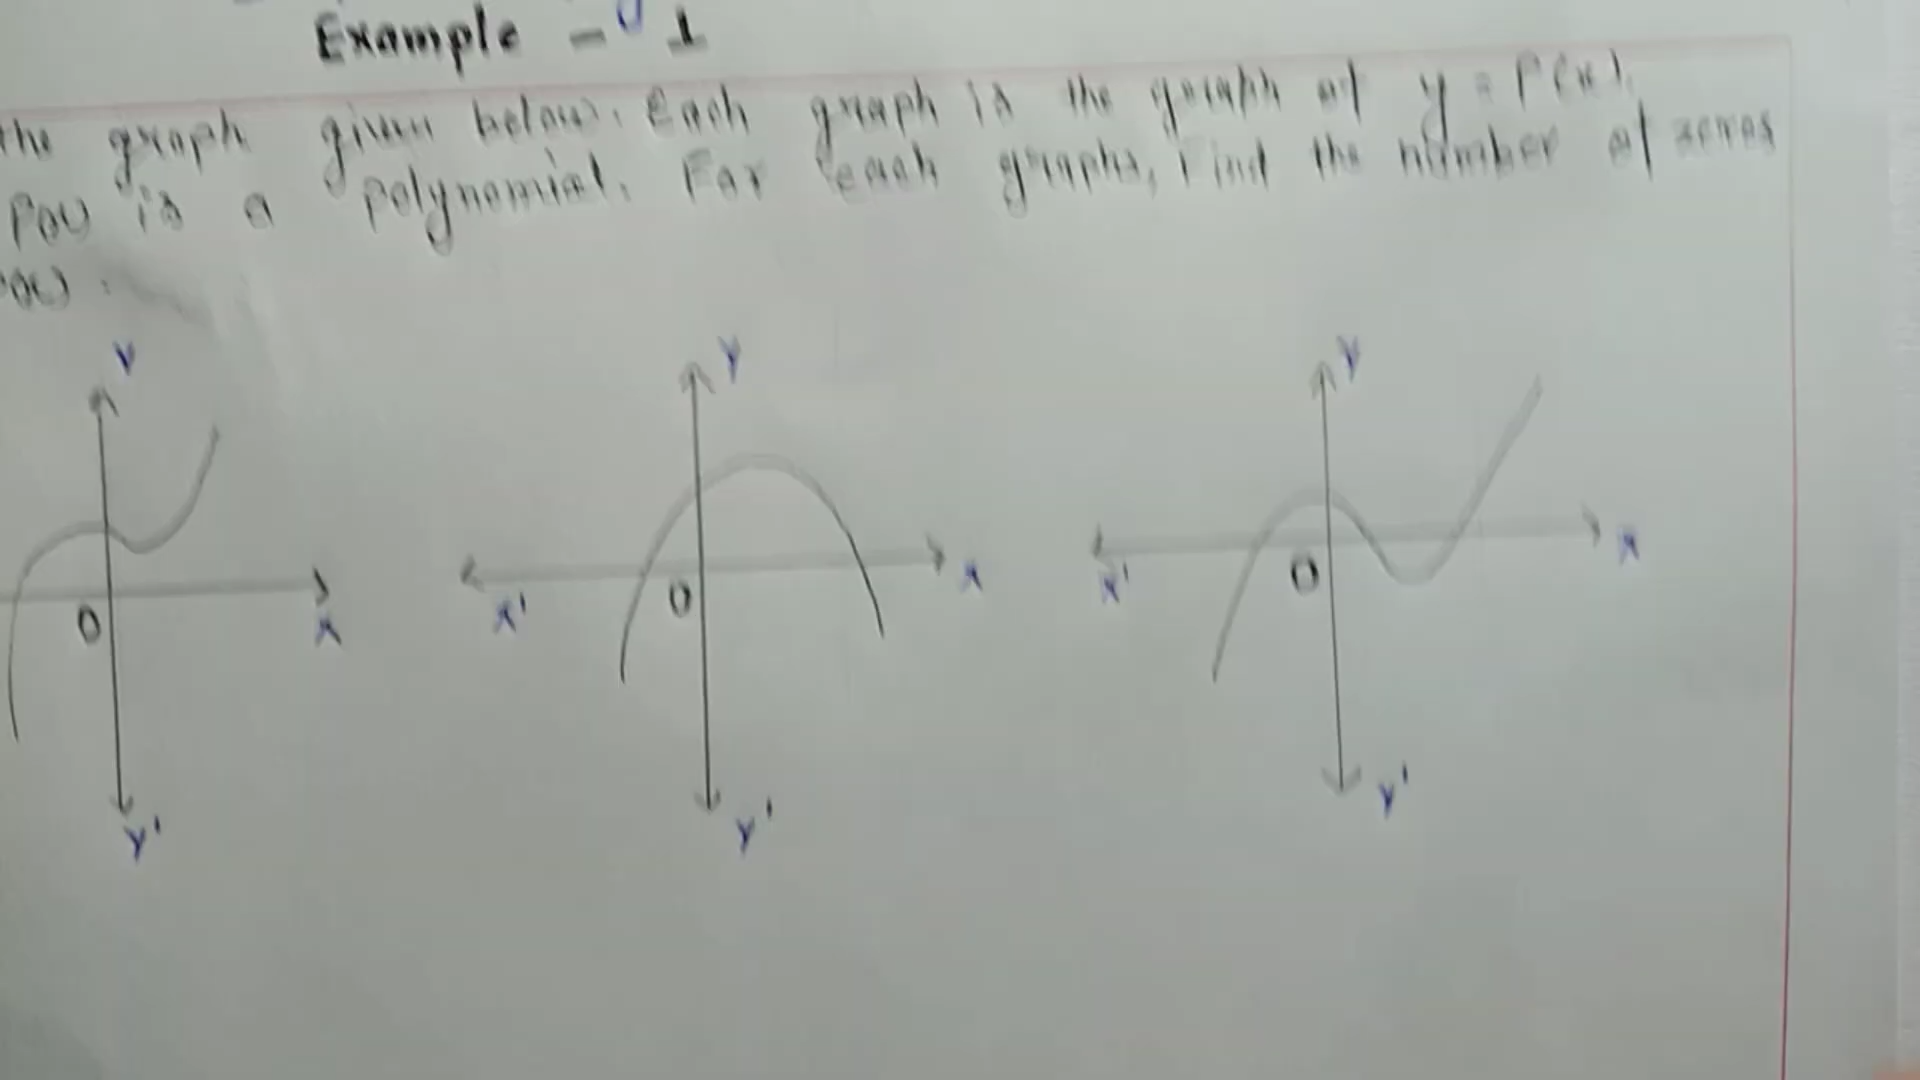 Example - 1
the graph given below. Each graph is the graph of y = P(x).
P(x) is a polynomial. For each graphs, Find the number of zeroes
P(x).
Y Y Y
X X' X X' X
O O O
Y' Y' Y'